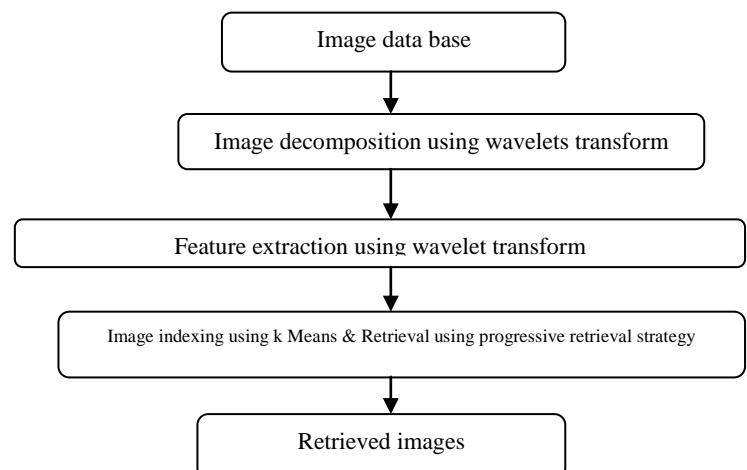 Image data base
Image decomposition using wavelets transform
Feature extraction using wavelet transform
Image indexing using k Means & Retrieval using progressive retrieval strategy
Retrieved images